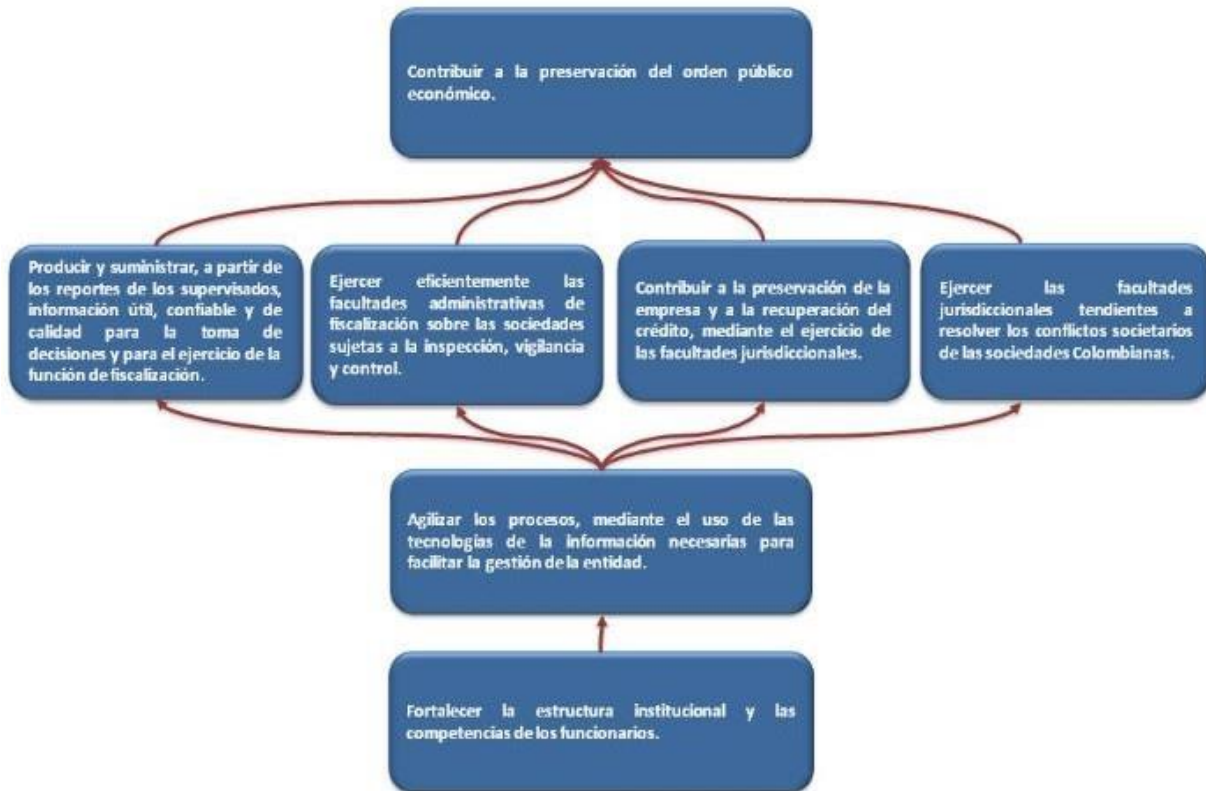 Contribuir a la preservación del orden público
económico.
Producir y suministrar, a partir de
los reportes de los supervisados,
información útil, confiable y de
calidad para la toma de
decisiones y para el ejercicio de la
función de fiscalización.
Ejercer eficientemente las
facultades administrativas de
fiscalización sobre las sociedades
sujetas a la inspección, vigilancia
y control.
Contribuir a la preservación de la
empresa y a la recuperación del
crédito, mediante el ejercicio de
las facultades jurisdiccionales.
Ejercer las facultades
jurisdiccionales tendientes a
resolver los conflictos societarios
de las sociedades Colombianas.
Agilizar los procesos, mediante el uso de las
tecnologías de la información necesarias para
facilitar la gestión de la entidad.
Fortalecer la estructura institucional y las
competencias de los funcionarios.